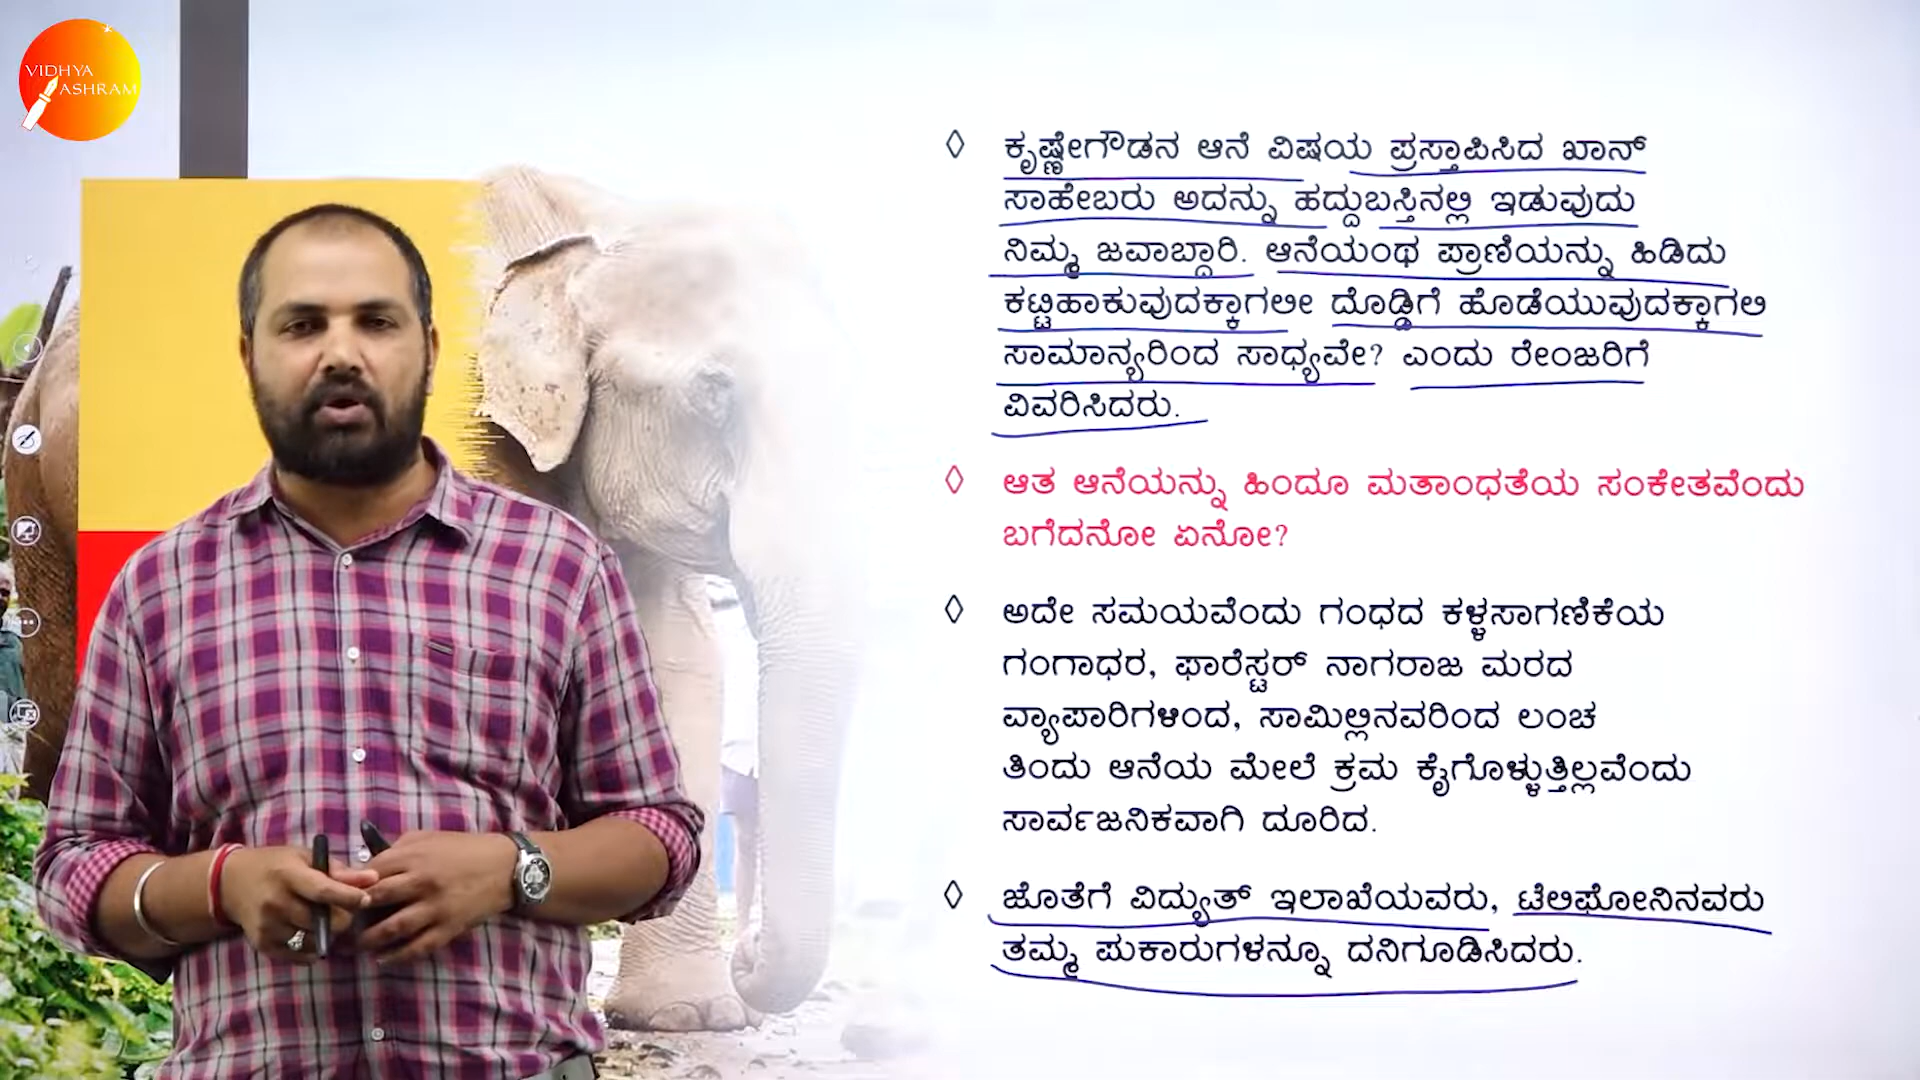 VIDHYA
ASHRAM
◊ ಕೃಷ್ಣೇಗೌಡನ ಆನೆ ವಿಷಯ ಪ್ರಸ್ತಾಪಿಸಿದ ಖಾನ್
ಸಾಹೇಬರು ಅದನ್ನು ಹದ್ದುಬಸ್ತಿನಲ್ಲಿ ಇಡುವುದು
ನಿಮ್ಮ ಜವಾಬ್ದಾರಿ. ಆನೆಯಂಥ ಪ್ರಾಣಿಯನ್ನು ಹಿಡಿದು
ಕಟ್ಟಿಹಾಕುವುದಕ್ಕಾಗಲೀ ದೊಡ್ಡಿಗೆ ಹೊಡೆಯುವುದಕ್ಕಾಗಲಿ
ಸಾಮಾನ್ಯರಿಂದ ಸಾಧ್ಯವೇ? ಎಂದು ರೇಂಜರಿಗೆ
ವಿವರಿಸಿದರು.
◊ ಆತ ಆನೆಯನ್ನು ಹಿಂದೂ ಮತಾಂಧತೆಯ ಸಂಕೇತವೆಂದು
ಬಗೆದನೋ ಏನೋ?
◊ ಅದೇ ಸಮಯವೆಂದು ಗಂಧದ ಕಳ್ಳಸಾಗಣಿಕೆಯ
ಗಂಗಾಧರ, ಫಾರೆಸ್ಟರ್ ನಾಗರಾಜ ಮರದ
ವ್ಯಾಪಾರಿಗಳಿಂದ, ಸಾಮಿಲ್ಲಿನವರಿಂದ ಲಂಚ
ತಿಂದು ಆನೆಯ ಮೇಲೆ ಕ್ರಮ ಕೈಗೊಳ್ಳುತ್ತಿಲ್ಲವೆಂದು
ಸಾರ್ವಜನಿಕವಾಗಿ ದೂರಿದ.
◊ ಜೊತೆಗೆ ವಿದ್ಯುತ್ ಇಲಾಖೆಯವರು, ಟೆಲಿಫೋನಿನವರು
ತಮ್ಮ ಪುಕಾರುಗಳನ್ನೂ ದನಿಗೂಡಿಸಿದರು.